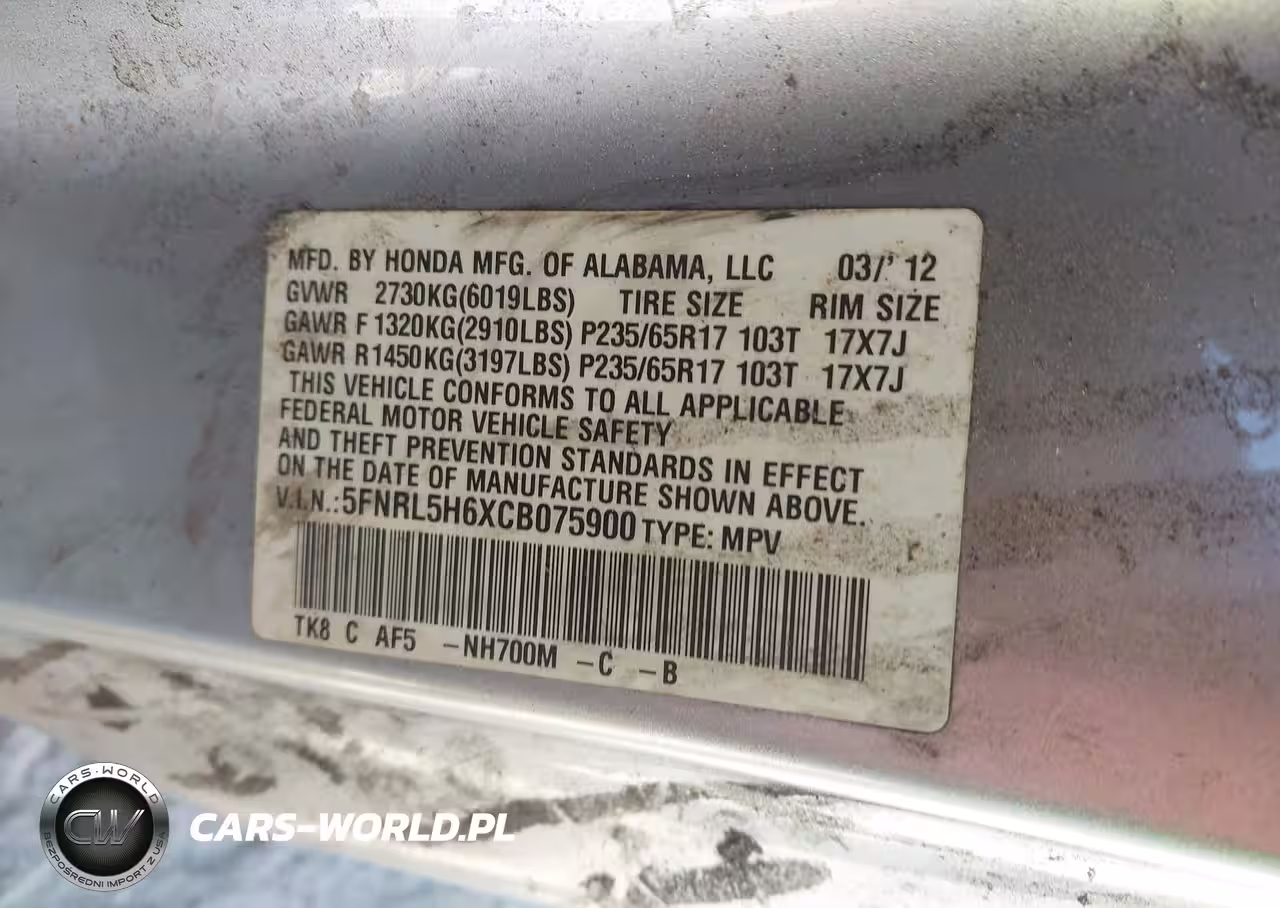 MFD. BY HONDA MFG. OF ALABAMA, LLC 03/' 12
GVWR 2730KG(6019LBS) TIRE SIZE RIM SIZE
GAWR F 1320KG(2910LBS) P235/65R17 103T 17X7J
GAWR R1450KG(3197LBS) P235/65R17 103T 17X7J
THIS VEHICLE CONFORMS TO ALL APPLICABLE
FEDERAL MOTOR VEHICLE SAFETY
AND THEFT PREVENTION STANDARDS IN EFFECT
ON THE DATE OF MANUFACTURE SHOWN ABOVE.
V.I.N.:5FNRL5H6XCB075900 TYPE: MPV
TK8 C AF5 -NH700M -C -B
CARS-WORLD
CW
BEZPOŚREDNI IMPORT Z USA
CARS-WORLD.PL